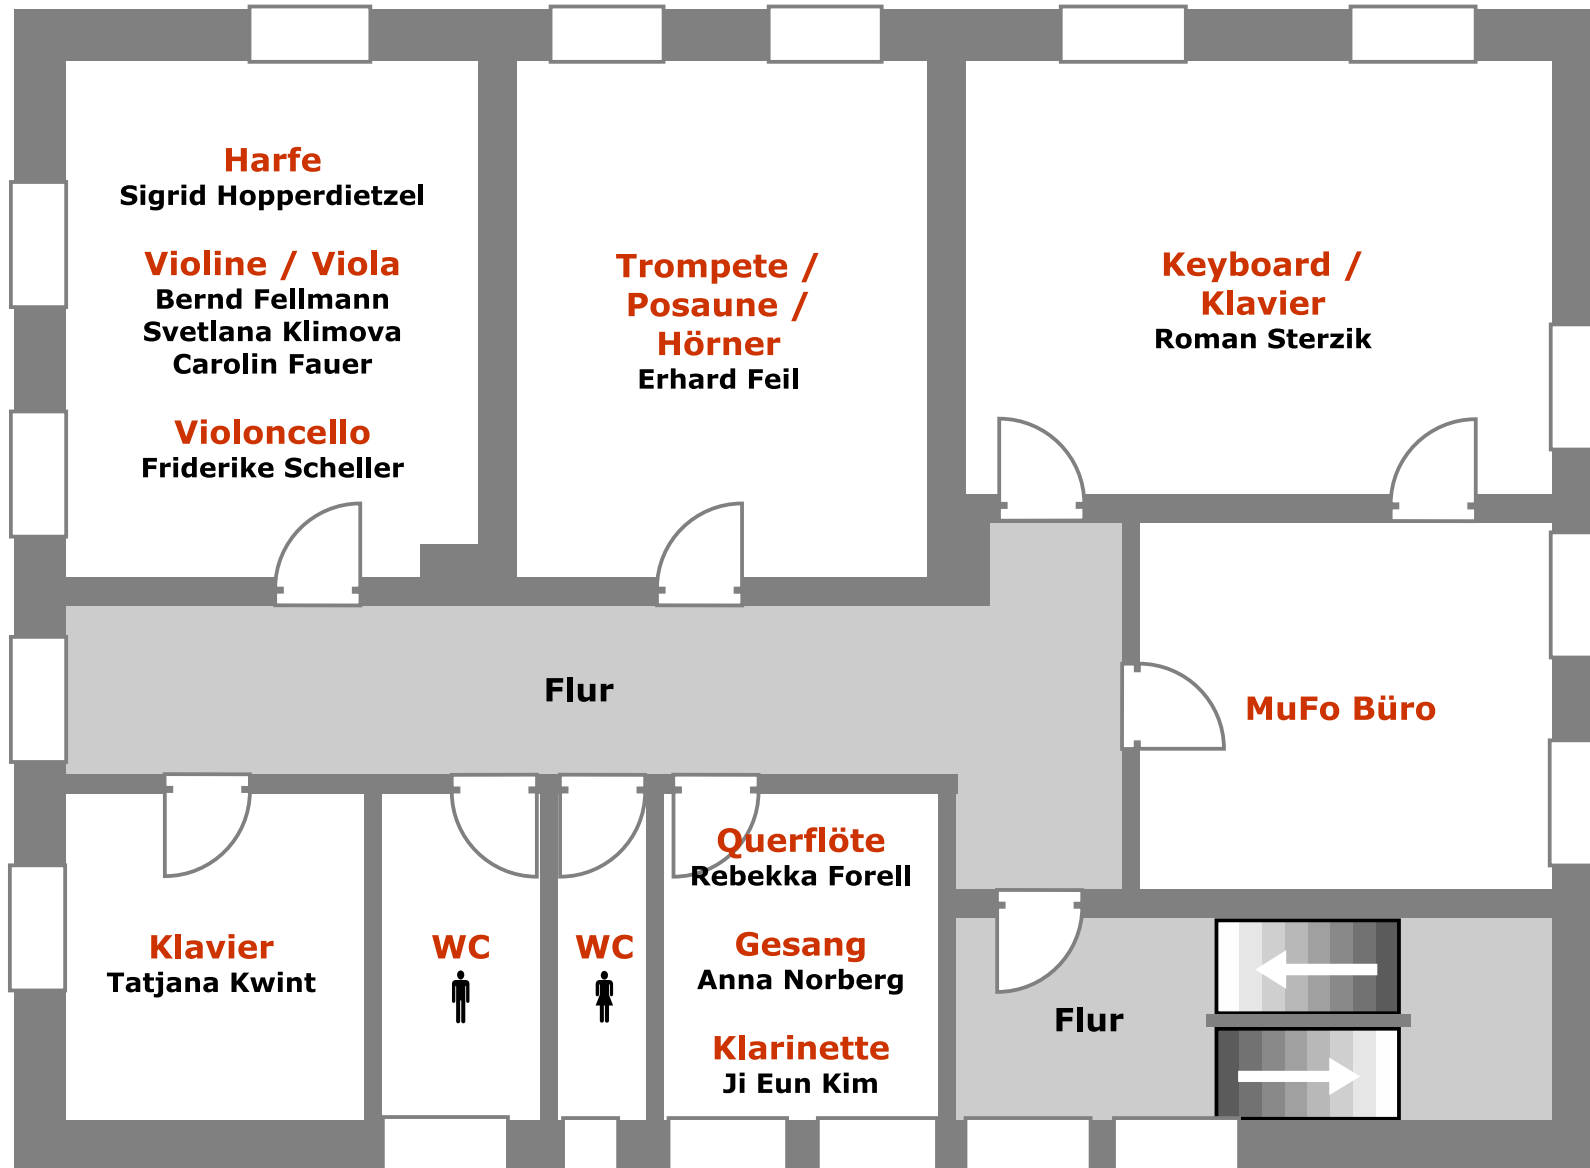 Harfe
Sigrid Hopperdietzel
Violine / Viola
Bernd Fellmann
Svetlana Klimova
Carolin Fauer
Violoncello
Friderike Scheller
Trompete /
Posaune /
Hörner
Erhard Feil
Keyboard /
Klavier
Roman Sterzik
Flur
MuFo Büro
Klavier
Tatjana Kwint
WC
WC
Querflöte
Rebekka Forell
Gesang
Anna Norberg
Klarinette
Ji Eun Kim
Flur